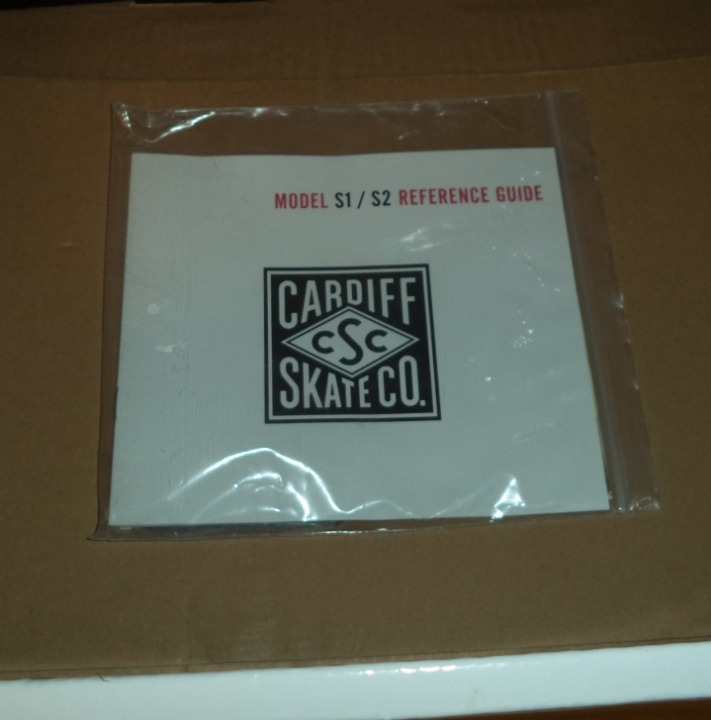 MODEL S1 / S2 REFERENCE GUIDE
CARDIFF
CSC
SKATE CO.